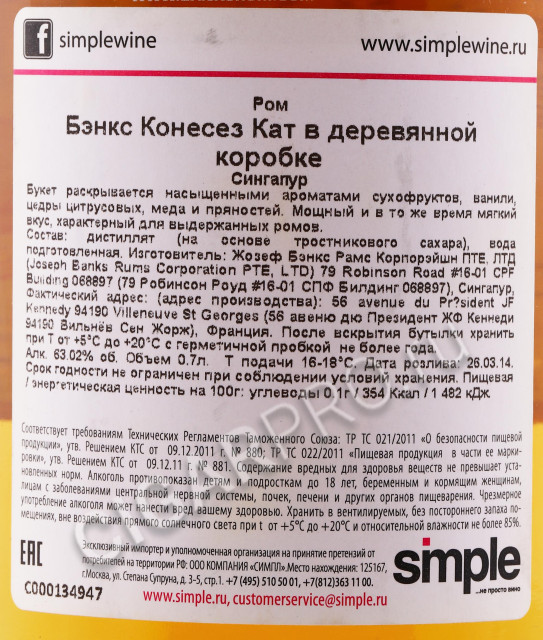 simplewine
www.simplewine.ru
Ром
Бэнкс Конесез Кат в деревянной
коробке
Сингапур
Букет раскрывается насыщенными ароматами сухофруктов, ванили,
цедры цитрусовых, меда и пряностей. Мощный и в то же время мягкий
вкус, характерный для выдержанных ромов.
Состав: дистиллят (на основе тростникового сахара), вода
подготовленная. Изготовитель: Жозеф Бэнкс Рамс Корпорэйшн ПТЕ, ЛТД
(Joseph Banks Rums Corporation PTE, LTD) 79 Robinson Road #16-01 CPF
Building 068897 (79 Робинсон Роуд #16-01 СПФ Билдинг 068897), Сингапур,
Фактический адрес: (адрес производства): 56 avenue du Pr?sident JF
Kennedy 94190 Villeneuve St Georges (56 авеню дю Президент ЖФ Кеннеди
94190 Вильнёв Сен Жорж), Франция. После вскрытия бутылки хранить
при Т от +5°С до +20°С с герметичной пробкой не более года.
Алк. 63.02% об. Объем 0.7л. Т подачи 16-18°С. Дата розлива: 26.03.14.
Срок годности не ограничен при соблюдении условий хранения. Пищевая
/ энергетическая ценность на 100г: углеводы 0.1г / 354 Ккал / 1 482 кДж
Соответствует требованиям Технических Регламентов Таможенного Союза: ТР ТС 021/2011 «О безопасности пищевой
продукции», утв. Решением КТС от 09.12.2011 № 880; ТР ТС 022/2011 «Пищевая продукция в части ее марки-
ровки», утв. Решением КТС от 09.12.11 № 881. Содержание вредных для здоровья веществ не превышает уста-
новленных норм. Алкоголь противопоказан детям и подросткам до 18 лет, беременным и кормящим женщинам,
лицам с заболеваниями центральной нервной системы, почек, печени и других органов пищеварения. Чрезмерное
употребление алкоголя может нанести вред вашему здоровью. Хранить в вентилируемых, без постороннего запаха по-
мещениях, вне воздействия прямого солнечного света при t от +5°С до +20°С и относительной влажности не более 85%.
Эксклюзивный импортер и уполномоченная организация на принятие претензий от
потребителей на территории РФ: ООО КОМПАНИЯ «СИМПЛ».Место нахождения: 125167,
г.Москва, ул. Степана Супруна, д. 3-5, стр.1. +7 (495) 510 50 01, +7(812)363 11 00.
www.simple.ru, customerservice@simple.ru
EAC
С000134947
simple
...не просто вино
CIGARPRO.RU